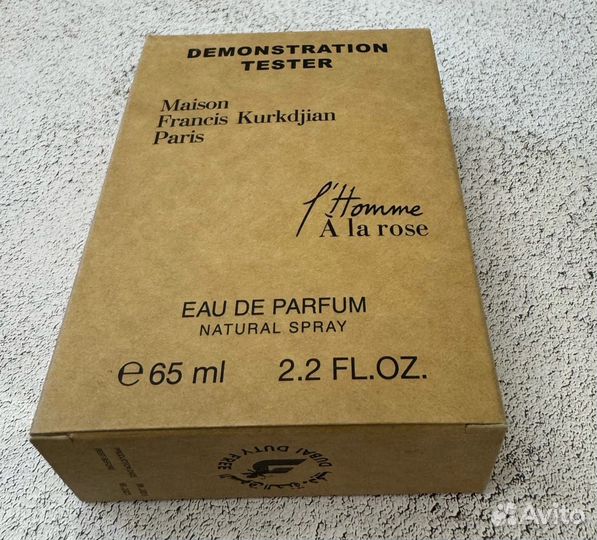 DEMONSTRATION
TESTER
Maison
Francis Kurkdjian
Paris
l'Homme
À la rose
EAU DE PARFUM
NATURAL SPRAY
℮65 ml 2.2 FL.OZ.
DUBAI DUTY FREE
Avito